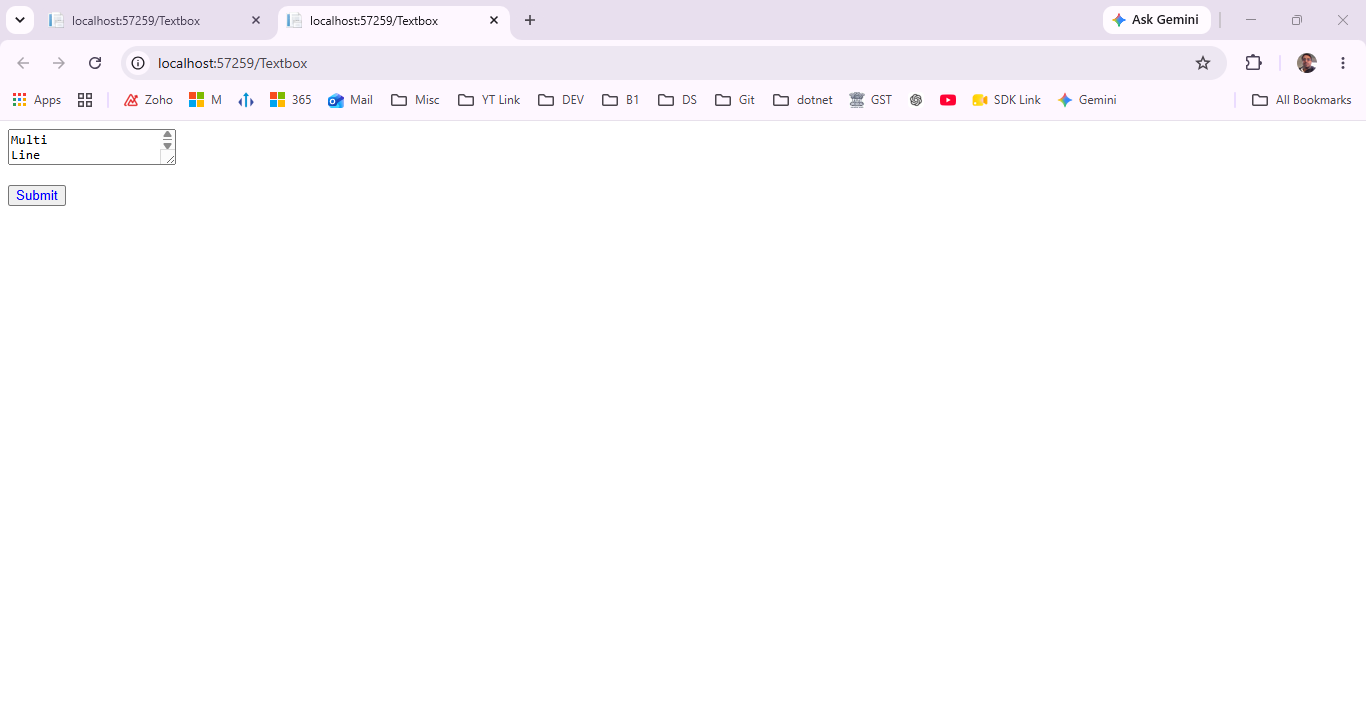 localhost:57259/Textbox
localhost:57259/Textbox
Ask Gemini
localhost:57259/Textbox
Apps
Zoho
M
365
Mail
Misc
YT Link
DEV
B1
DS
Git
dotnet
GST
SDK Link
Gemini
All Bookmarks
Multi
Line
Submit